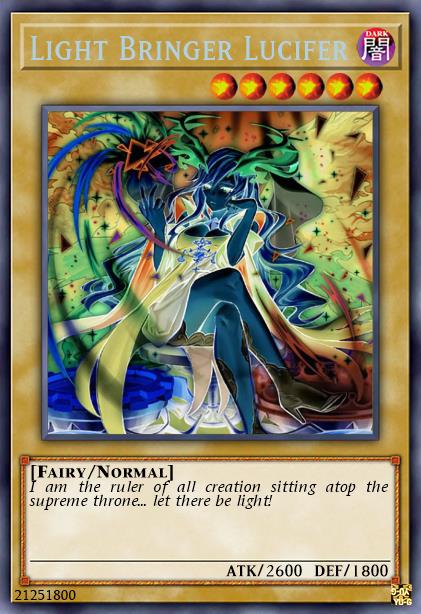 Light Bringer Lucifer
DARK
闇
[Fairy/Normal]
I am the ruler of all creation sitting atop the
supreme throne... let there be light!
ATK/2600 DEF/1800
21251800